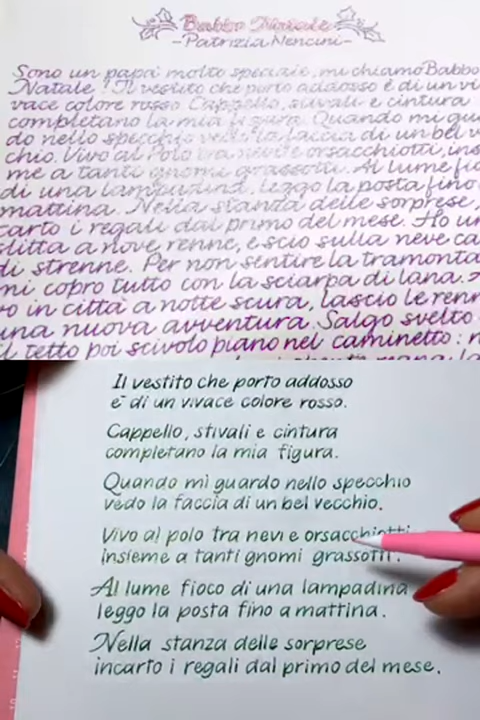 Babbo Natale
-Patrizia Nencini-
Sono un papà molto speciale, mi chiamo Babbo
Natale! Il vestito che porto addosso è di un vi
vace colore rosso. Cappello, stivali e cintura
completano la mia figura. Quando mi gua
do nello specchio vedo la faccia di un bel v
chio. Vivo al Polo tra nevi e orsacchiotti, ins
me a tanti gnomi grassotti. Al lume fio
di una lampadina, leggo la posta fino
mattina. Nella stanza delle sorprese,
carto i regali dal primo del mese. Ho un
slitta a nove renne, e scio sulla neve ca
di strenne. Per non sentire la tramonta
mi copro tutto con la sciarpa di lana. A
vo in città a notte scura, lascio le renn
una nuova avventura. Salgo svelto
il tetto poi scivolo piano nel caminetto:
Il vestito che porto addosso
è di un vivace colore rosso.
Cappello, stivali e cintura
completano la mia figura.
Quando mi guardo nello specchio
vedo la faccia di un bel vecchio.
Vivo al polo tra nevi e orsacchiotti
insieme a tanti gnomi grassotti.
Al lume fioco di una lampadina
leggo la posta fino a mattina.
Nella stanza delle sorprese
incarto i regali dal primo del mese.